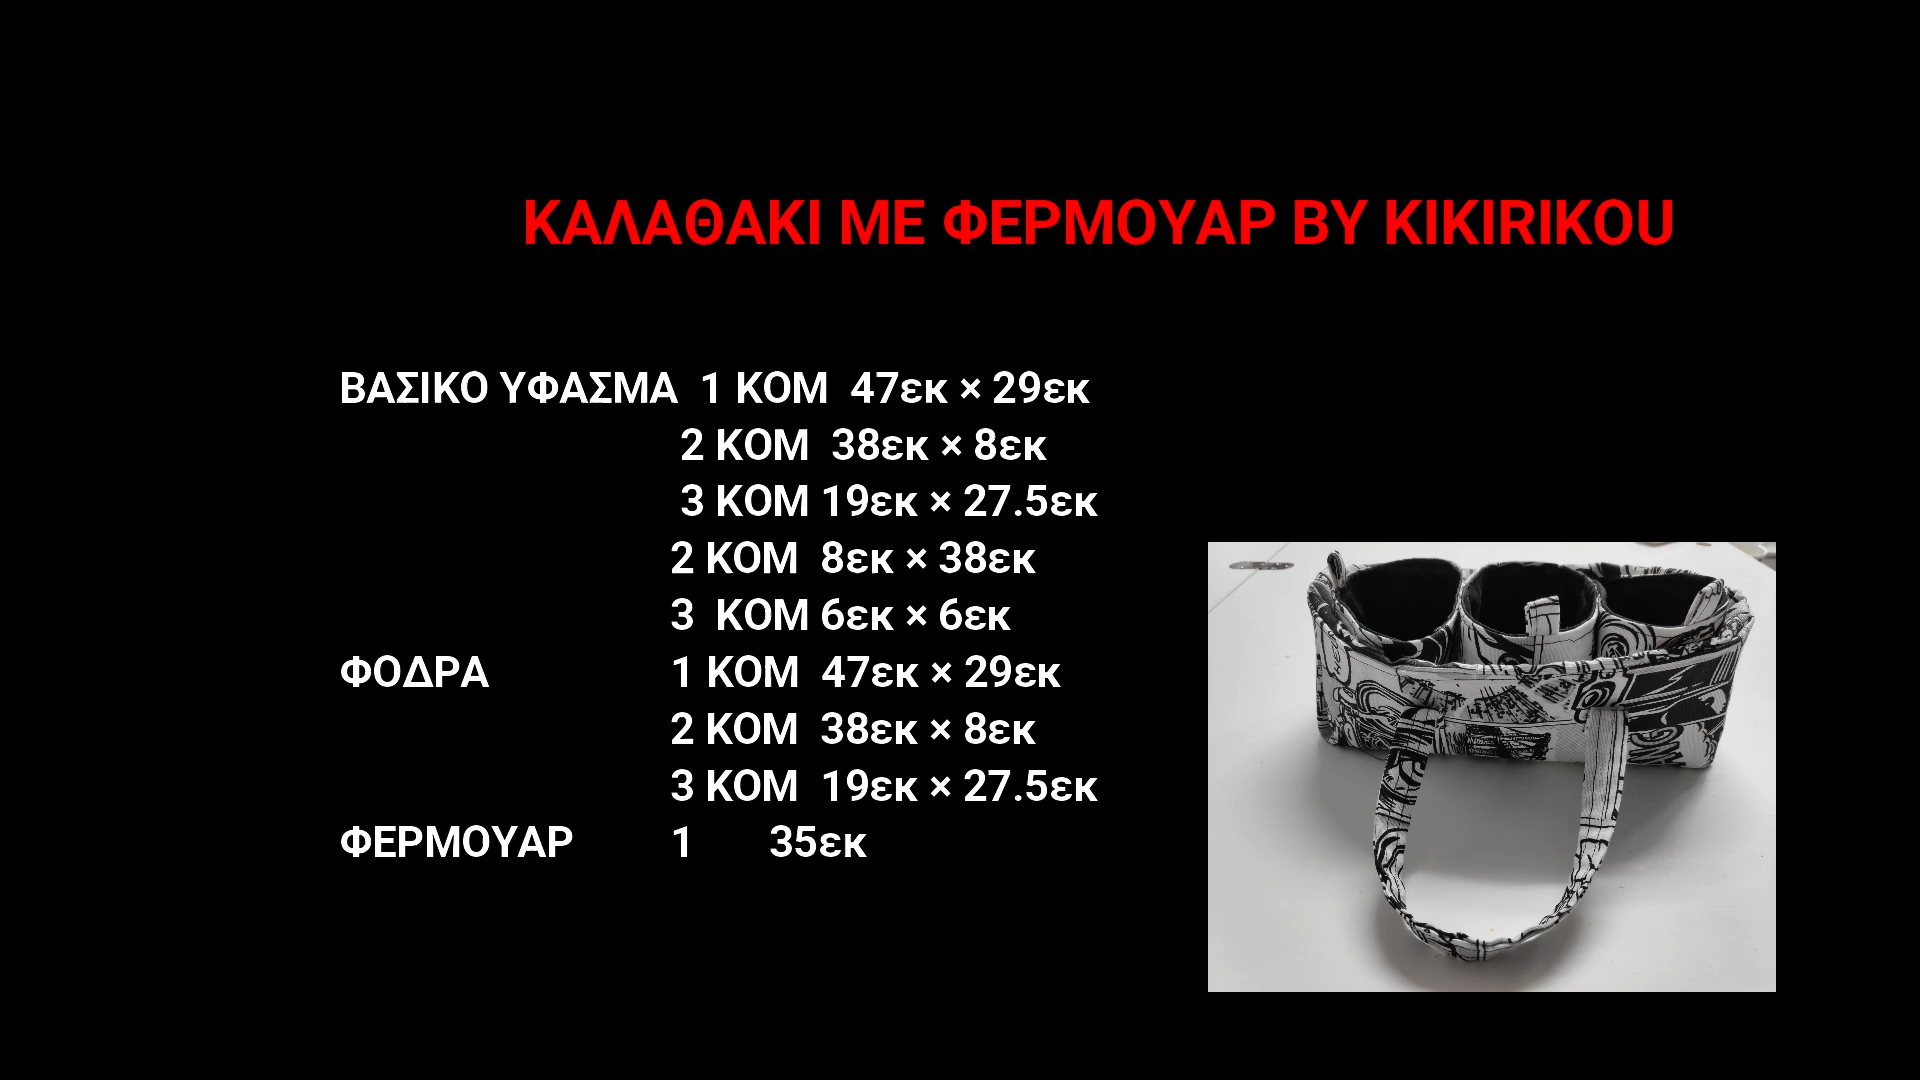 ΚΑΛΑΘΑΚΙ ΜΕ ΦΕΡΜΟΥΑΡ BY KIKIRIKOU
ΒΑΣΙΚΟ ΥΦΑΣΜΑ 1 ΚΟΜ 47εκ × 29εκ
2 ΚΟΜ 38εκ × 8εκ
3 ΚΟΜ 19εκ × 27.5εκ
2 ΚΟΜ 8εκ × 38εκ
3 ΚΟΜ 6εκ × 6εκ
ΦΟΔΡΑ 1 ΚΟΜ 47εκ × 29εκ
2 ΚΟΜ 38εκ × 8εκ
3 ΚΟΜ 19εκ × 27.5εκ
ΦΕΡΜΟΥΑΡ 1 35εκ